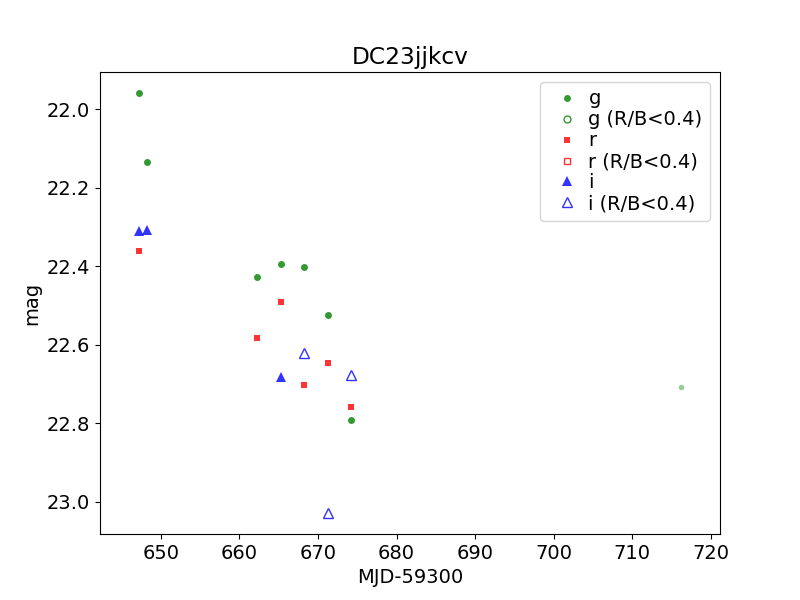 DC23jjkcv
g
g (R/B<0.4)
r
r (R/B<0.4)
i
i (R/B<0.4)
mag
22.0
22.2
22.4
22.6
22.8
23.0
650 660 670 680 690 700 710 720
MJD-59300